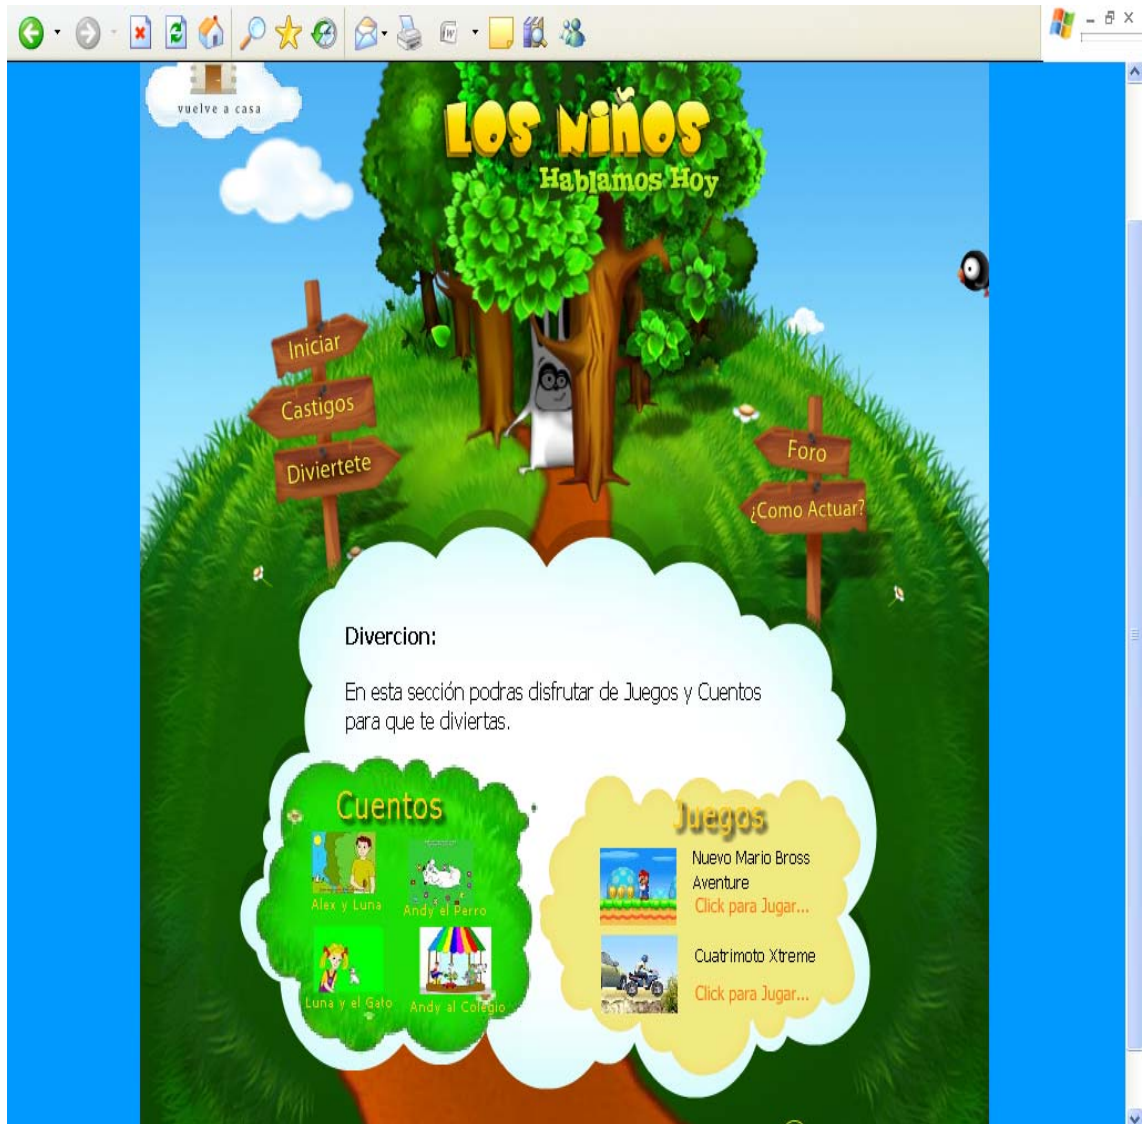 vuelve a casa
LOS NiÑOS
Hablamos Hoy
Iniciar
Castigos
Diviertete
Foro
¿Como Actuar?
Divercion:
En esta sección podras disfrutar de Juegos y Cuentos
para que te diviertas.
Cuentos
Alex y Luna
Andy el Perro
Luna y el Gato
Andy al Colegio
Juegos
Nuevo Mario Bross
Aventure
Click para Jugar...
Cuatrimoto Xtreme
Click para Jugar...